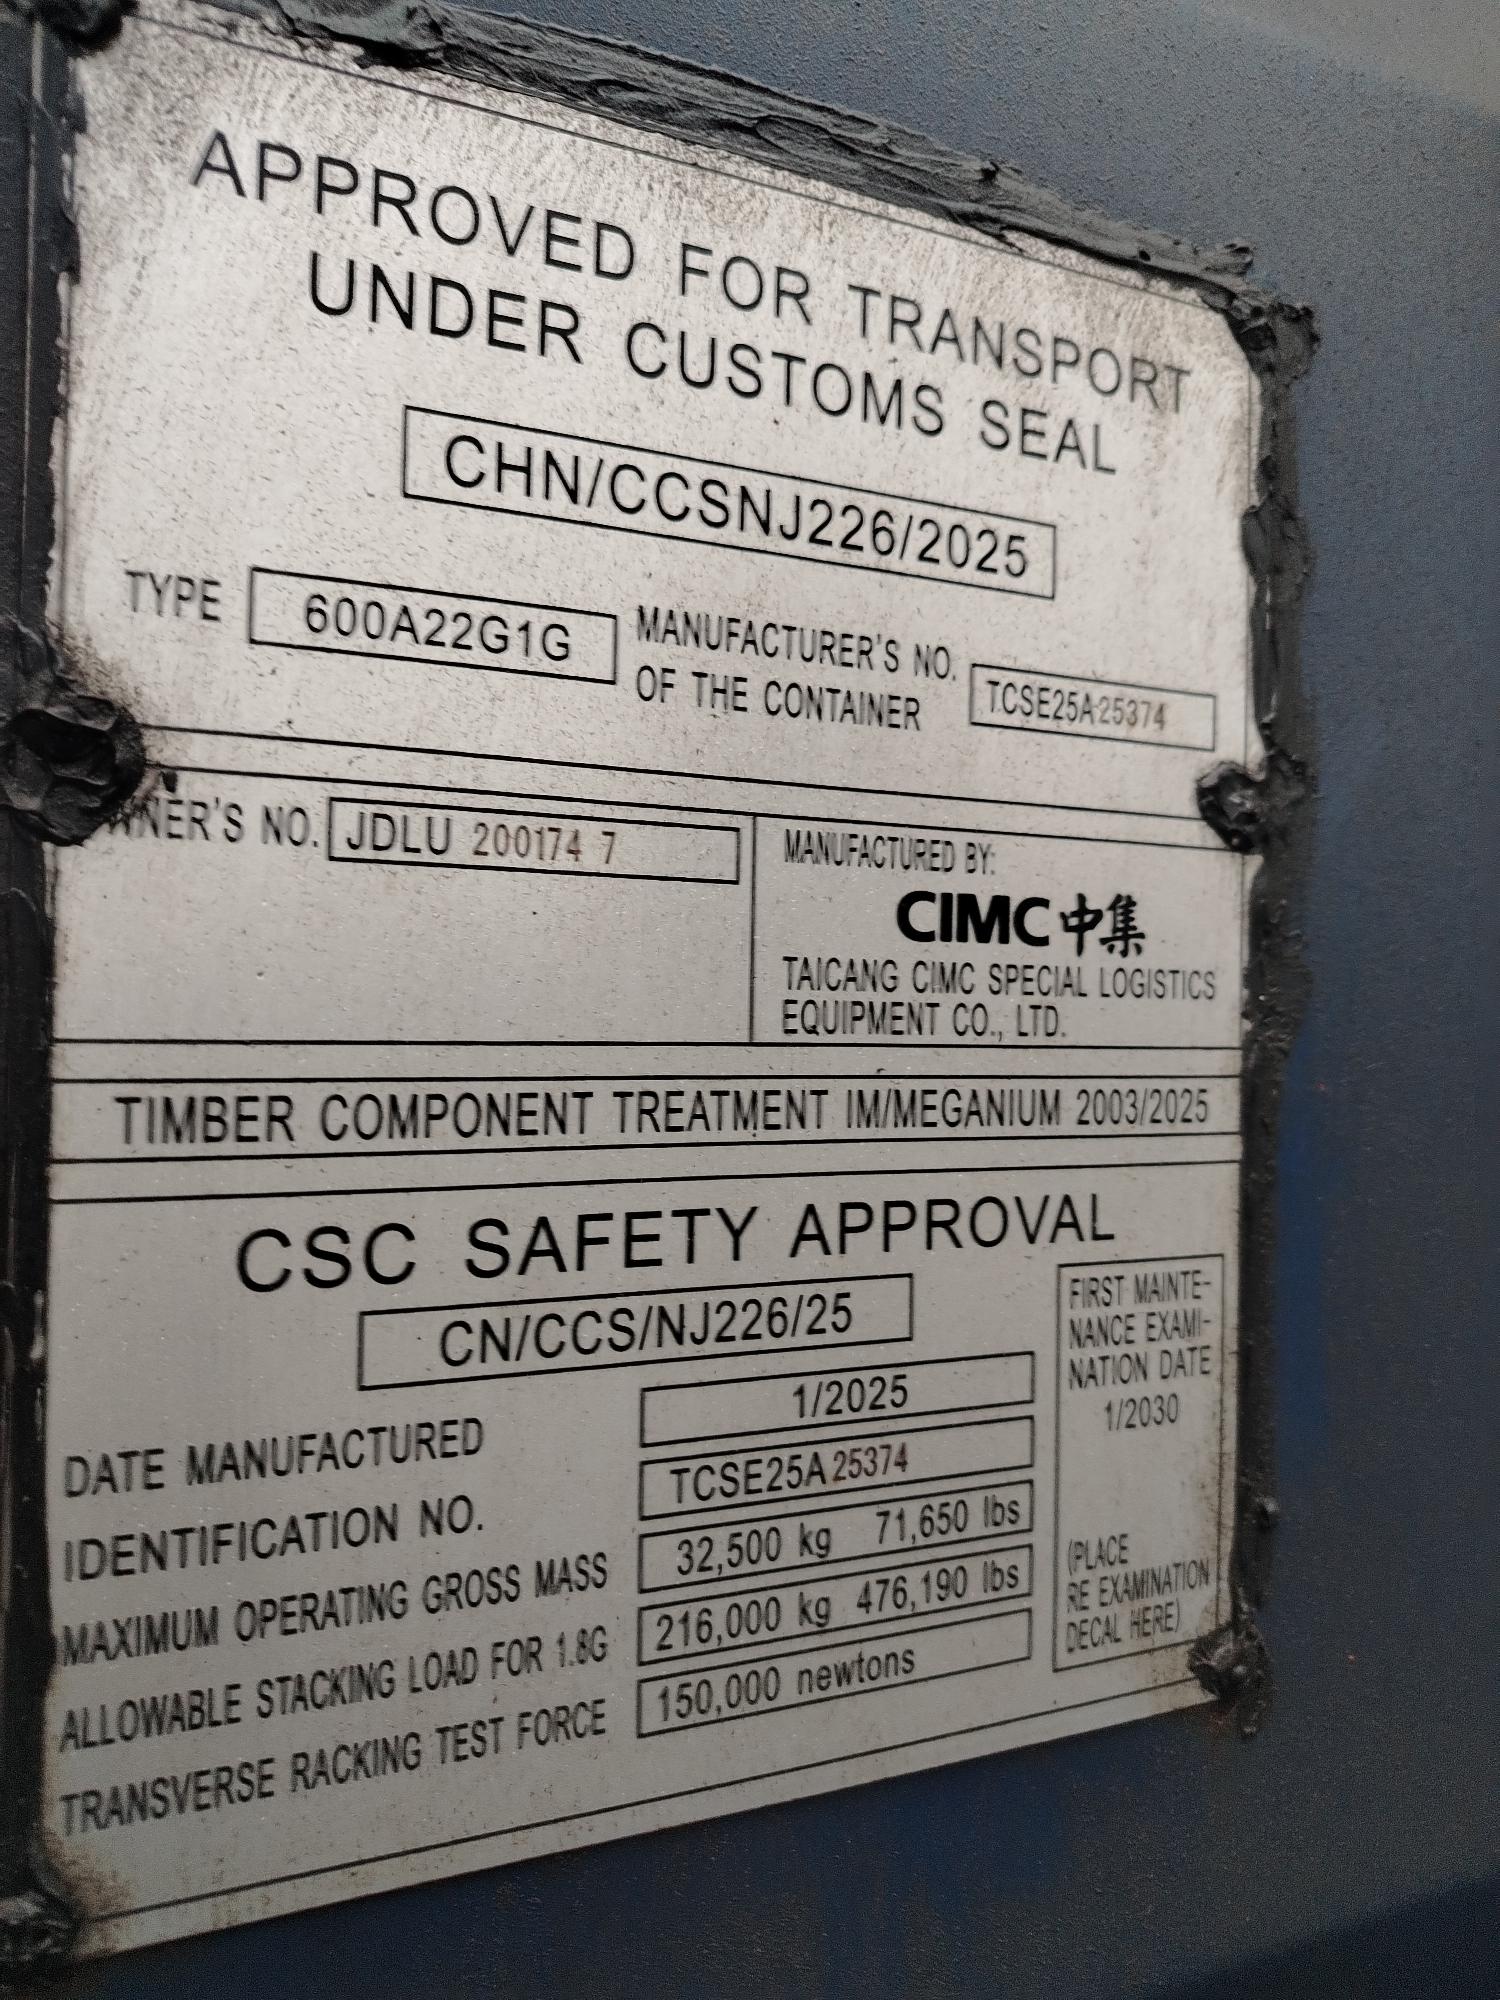 APPROVED FOR TRANSPORT
UNDER CUSTOMS SEAL
CHN/CCSNJ226/2025
TYPE 600A22G1G MANUFACTURER'S NO.
OF THE CONTAINER TCSE25A25374
WNER'S NO. JDLU 200174 7
MANUFACTURED BY:
CIMC 中集
TAICANG CIMC SPECIAL LOGISTICS
EQUIPMENT CO., LTD.
TIMBER COMPONENT TREATMENT IM/MEGANIUM 2003/2025
CSC SAFETY APPROVAL
CN/CCS/NJ226/25
DATE MANUFACTURED 1/2025
IDENTIFICATION NO. TCSE25A25374
MAXIMUM OPERATING GROSS MASS 32,500 kg 71,650 lbs
ALLOWABLE STACKING LOAD FOR 1.8G 216,000 kg 476,190 lbs
TRANSVERSE RACKING TEST FORCE 150,000 newtons
FIRST MAINTE-
NANCE EXAMI-
NATION DATE
1/2030
(PLACE
RE EXAMINATION
DECAL HERE)